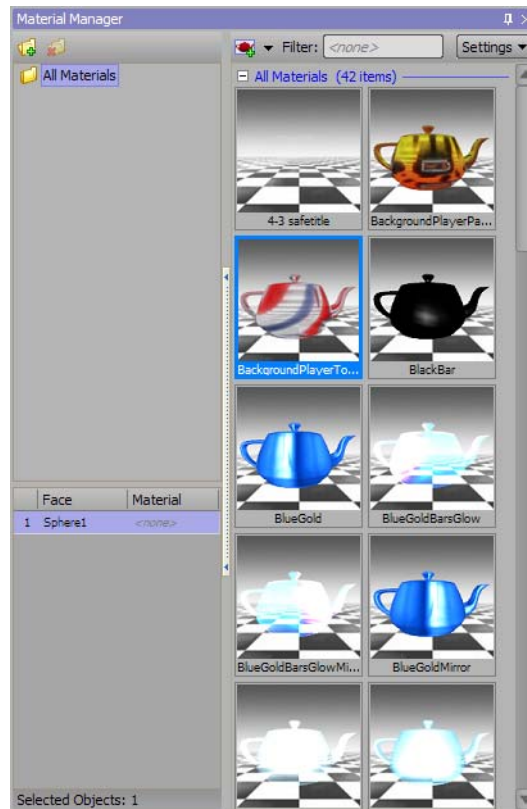 Material Manager
Filter: <none> Settings
All Materials
All Materials (42 items)
4-3 safetitle
BackgroundPlayerPa...
BackgroundPlayerTo...
BlackBar
BlueGold
BlueGoldBarsGlow
BlueGoldBarsGlowMi...
BlueGoldMirror
Face Material
1 Sphere1 <none>
Selected Objects: 1